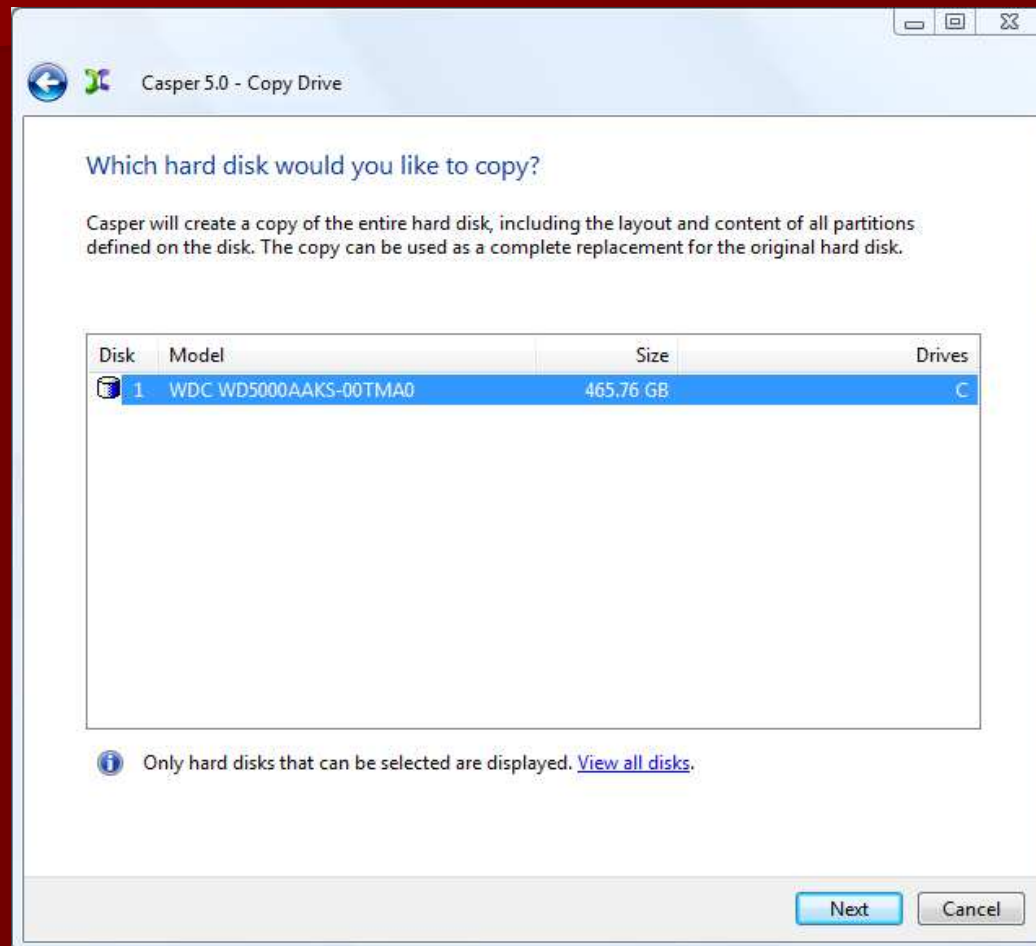 Casper 5.0 - Copy Drive
Which hard disk would you like to copy?
Casper will create a copy of the entire hard disk, including the layout and content of all partitions
defined on the disk. The copy can be used as a complete replacement for the original hard disk.
Disk Model Size Drives
1 WDC WD5000AAKS-00TMA0 465.76 GB C
Only hard disks that can be selected are displayed. View all disks.
Next Cancel